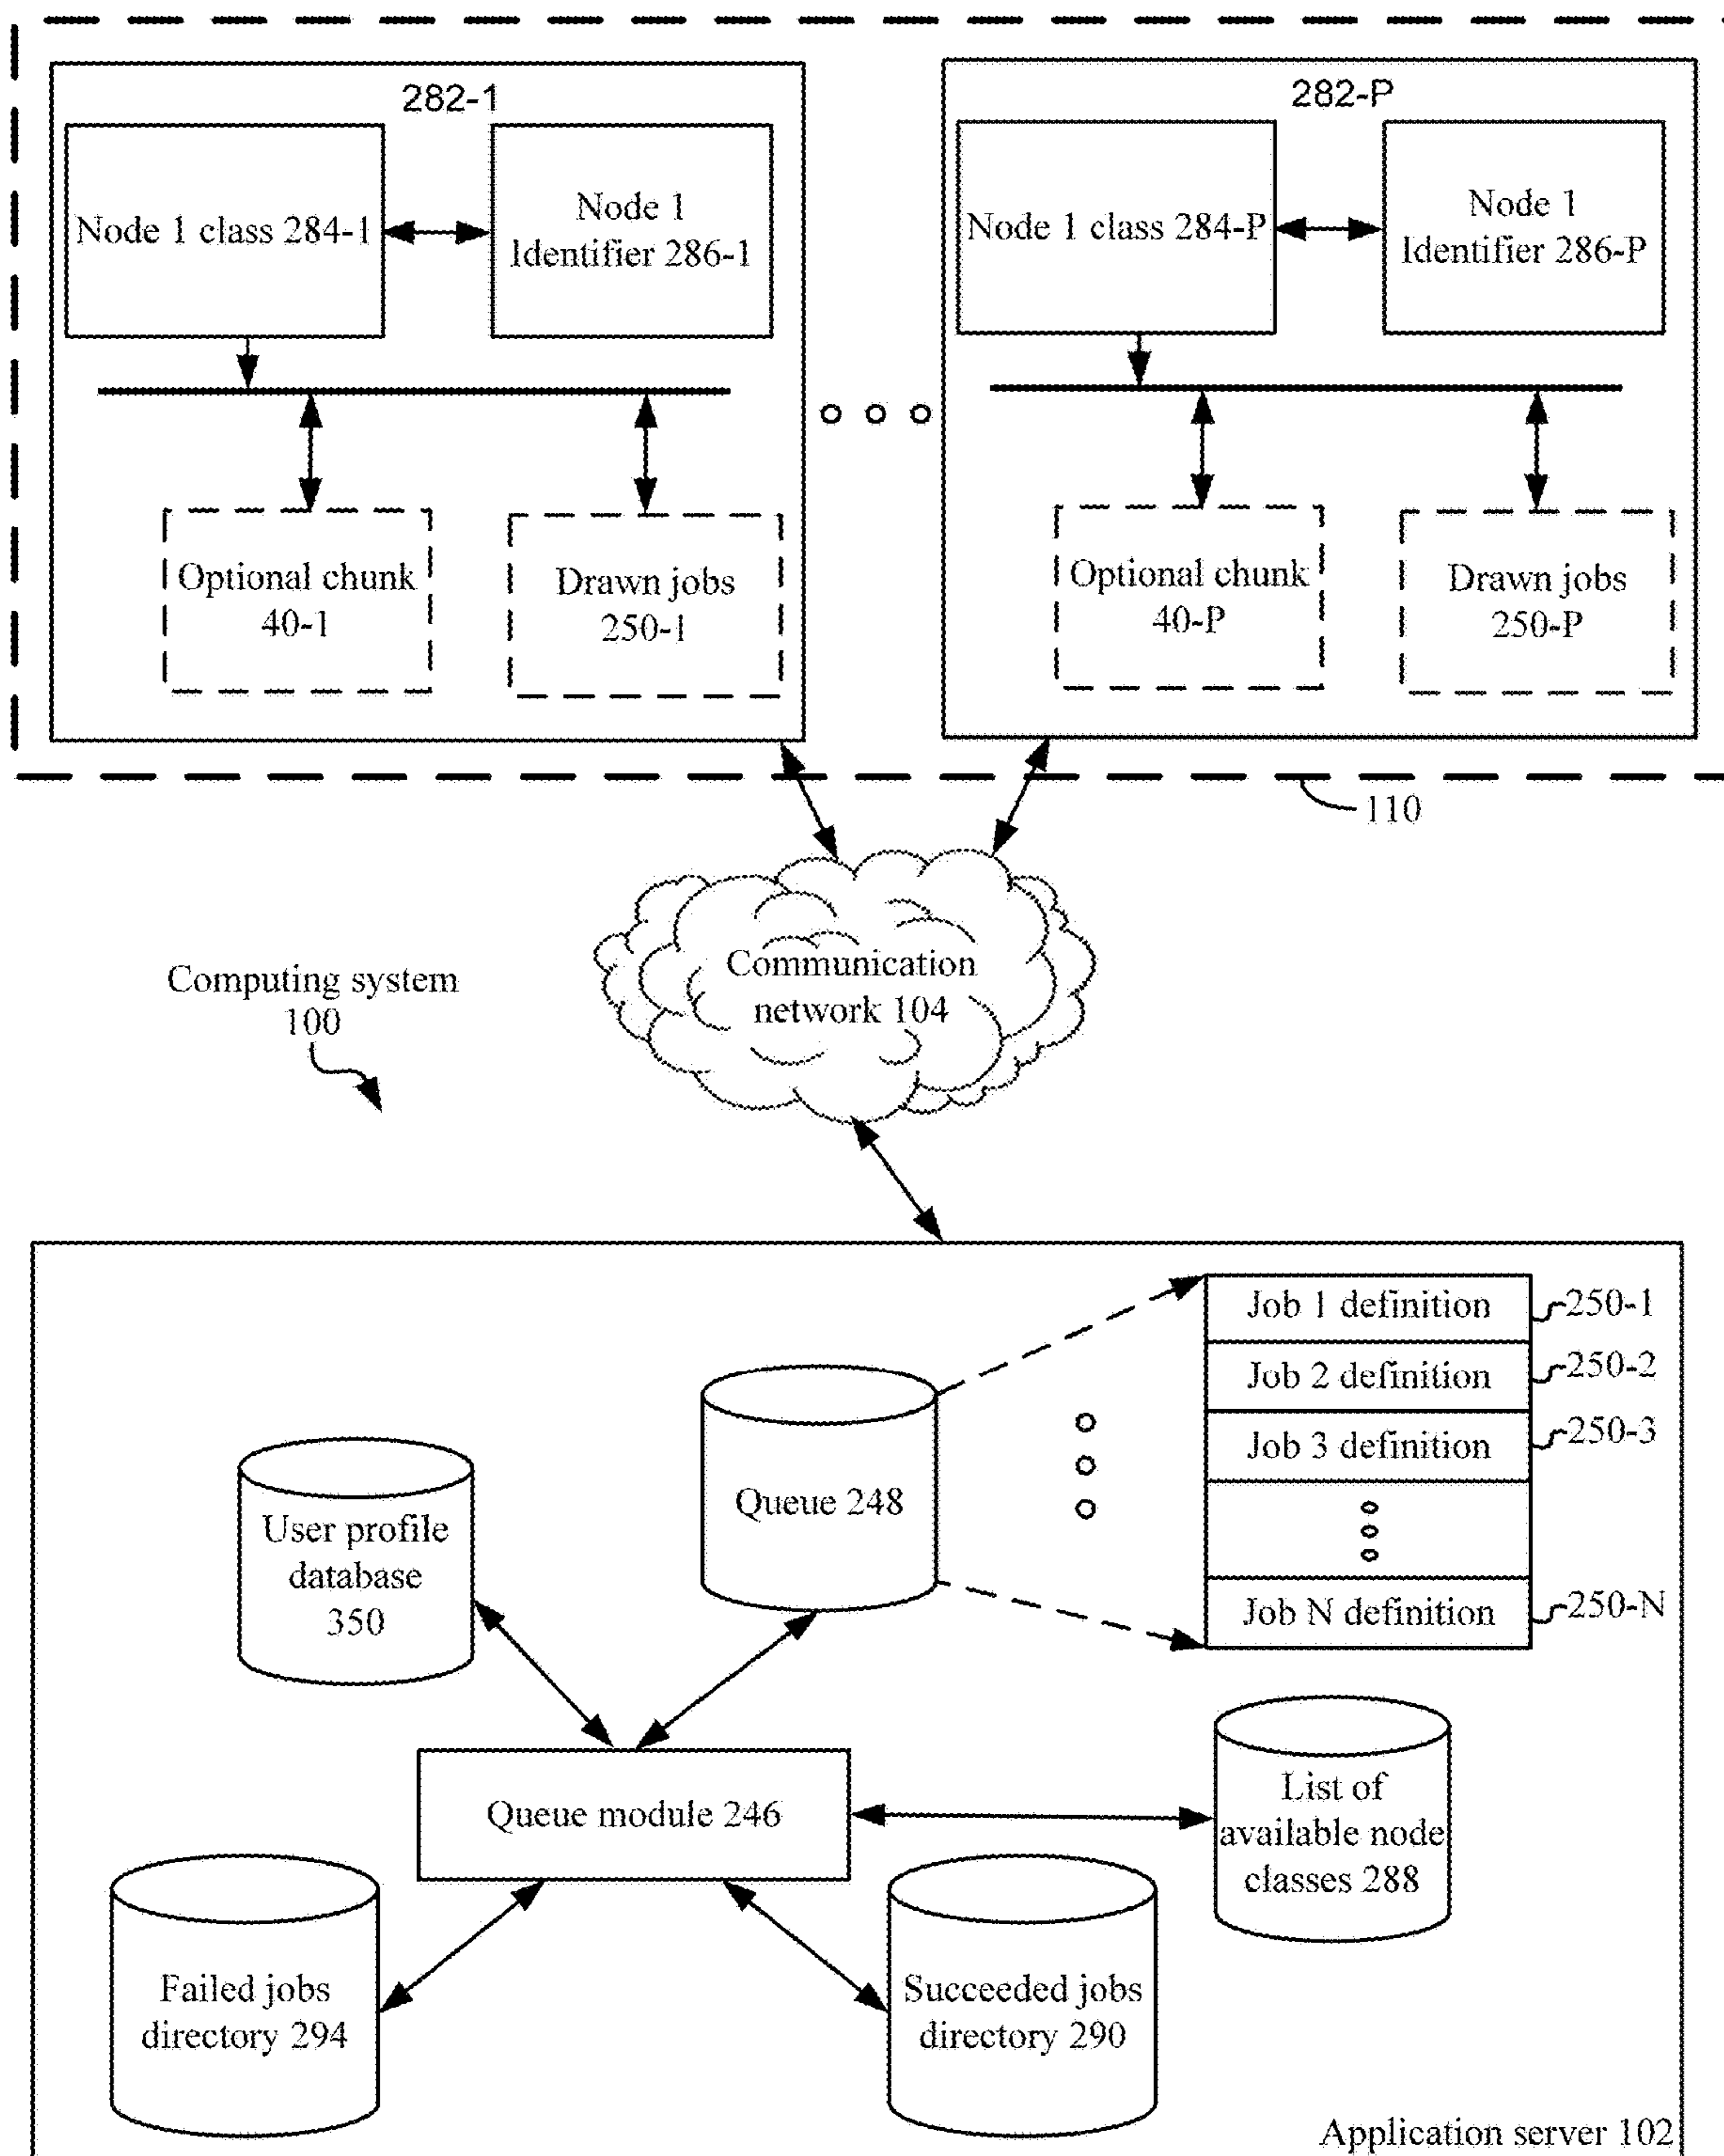 282-1
Node 1 class 284-1
Node 1
Identifier 286-1
Optional chunk
40-1
Drawn jobs
250-1
282-P
Node 1 class 284-P
Node 1
Identifier 286-P
Optional chunk
40-P
Drawn jobs
250-P
110
Communication
network 104
Computing system
100
Job 1 definition
250-1
Job 2 definition
250-2
Job 3 definition
250-3
Job N definition
250-N
Queue 248
User profile
database
350
Queue module 246
List of
available node
classes 288
Failed jobs
directory 294
Succeeded jobs
directory 290
Application server 102